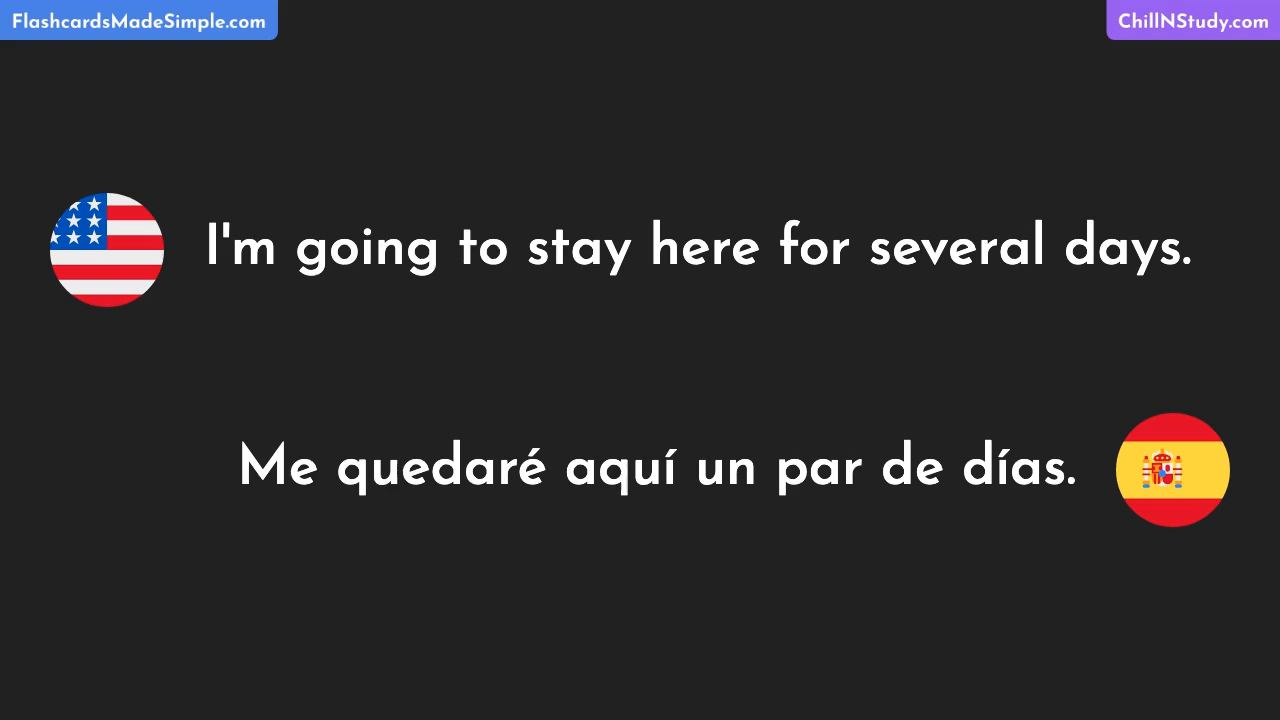 FlashcardsMadeSimple.com
ChillNStudy.com
I'm going to stay here for several days.
Me quedaré aquí un par de días.